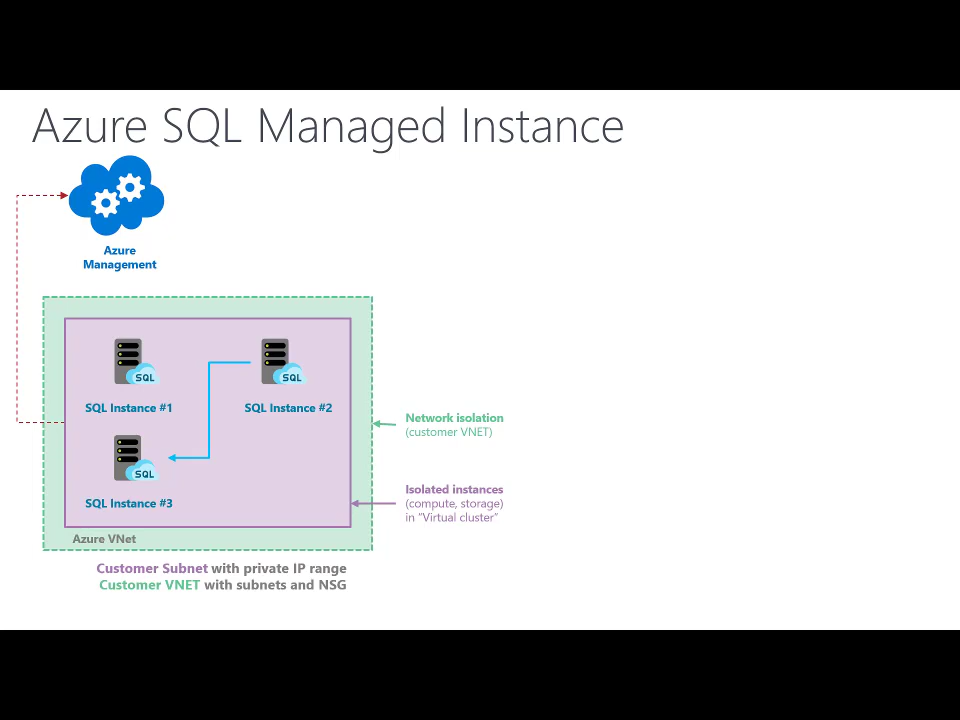 Azure SQL Managed Instance
Azure
Management
SQL
SQL
SQL Instance #1
SQL Instance #2
SQL
SQL Instance #3
Azure VNet
Network isolation
(customer VNET)
Isolated instances
(compute, storage)
in “Virtual cluster”
Customer Subnet with private IP range
Customer VNET with subnets and NSG